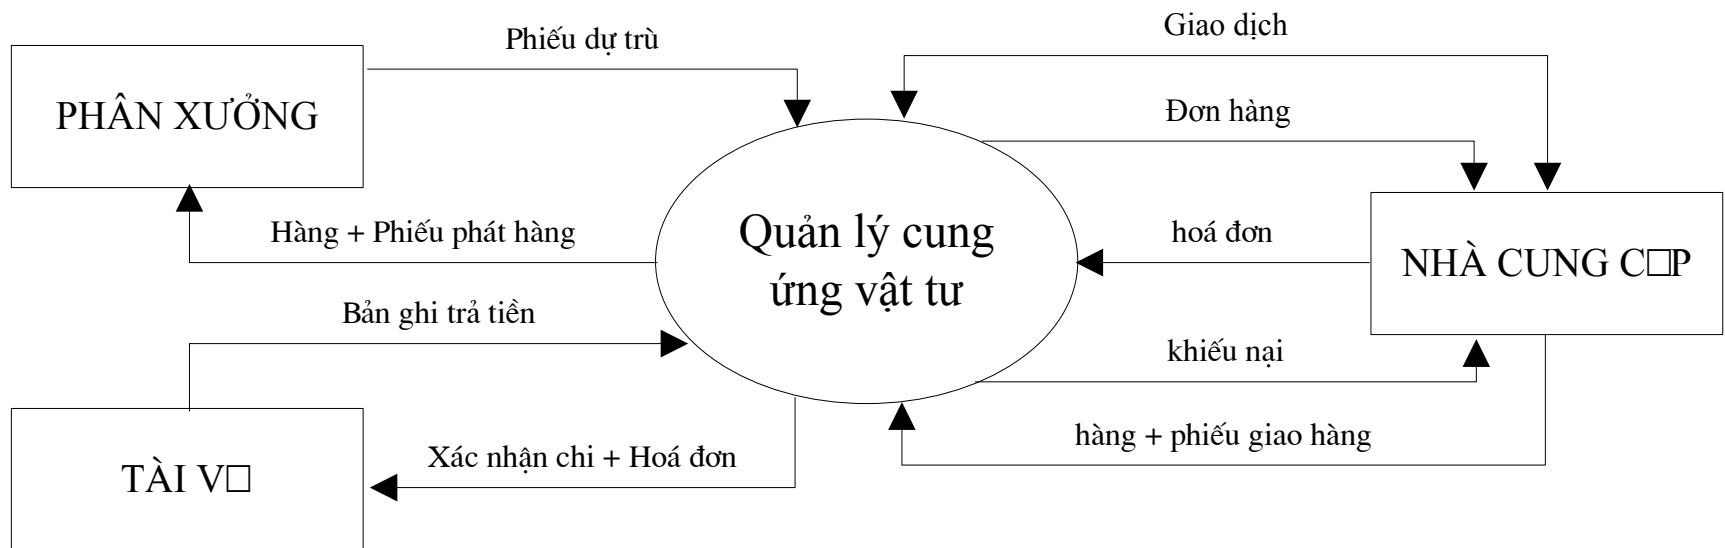 Phiếu dự trù
Giao dịch
PHÂN XƯỞNG
Đơn hàng
Hàng + Phiếu phát hàng
Quản lý cung
ứng vật tư
hoá đơn
NHÀ CUNG C□P
Bản ghi trả tiền
khiếu nại
TÀI V□
Xác nhận chi + Hoá đơn
hàng + phiếu giao hàng